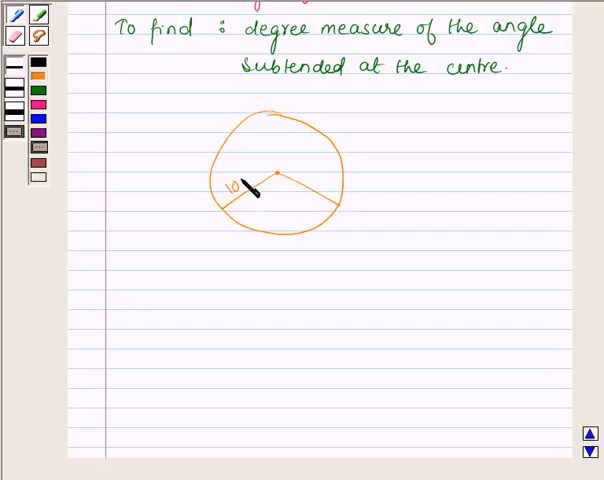 To find : degree measure of the angle
subtended at the centre.
10